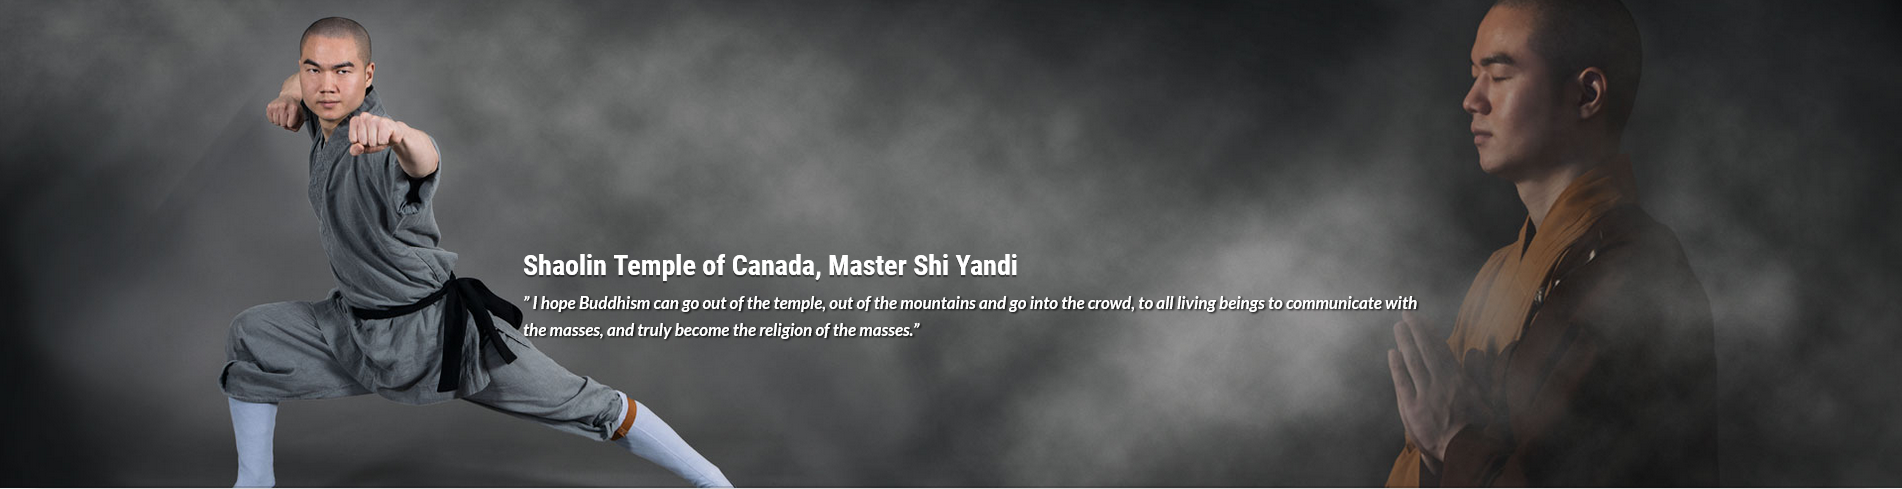 Shaolin Temple of Canada, Master Shi Yandi
” I hope Buddhism can go out of the temple, out of the mountains and go into the crowd, to all living beings to communicate with
the masses, and truly become the religion of the masses.”